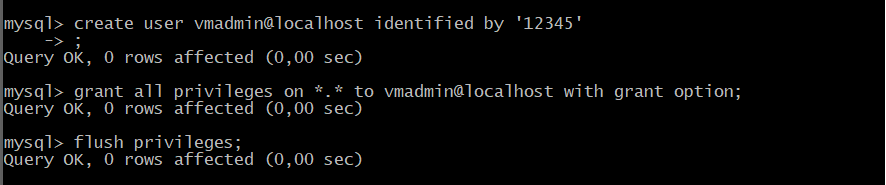 mysql> create user vmadmin@localhost identified by '12345'
    -> ;
Query OK, 0 rows affected (0,00 sec)
mysql> grant all privileges on *.* to vmadmin@localhost with grant option;
Query OK, 0 rows affected (0,00 sec)
mysql> flush privileges;
Query OK, 0 rows affected (0,00 sec)